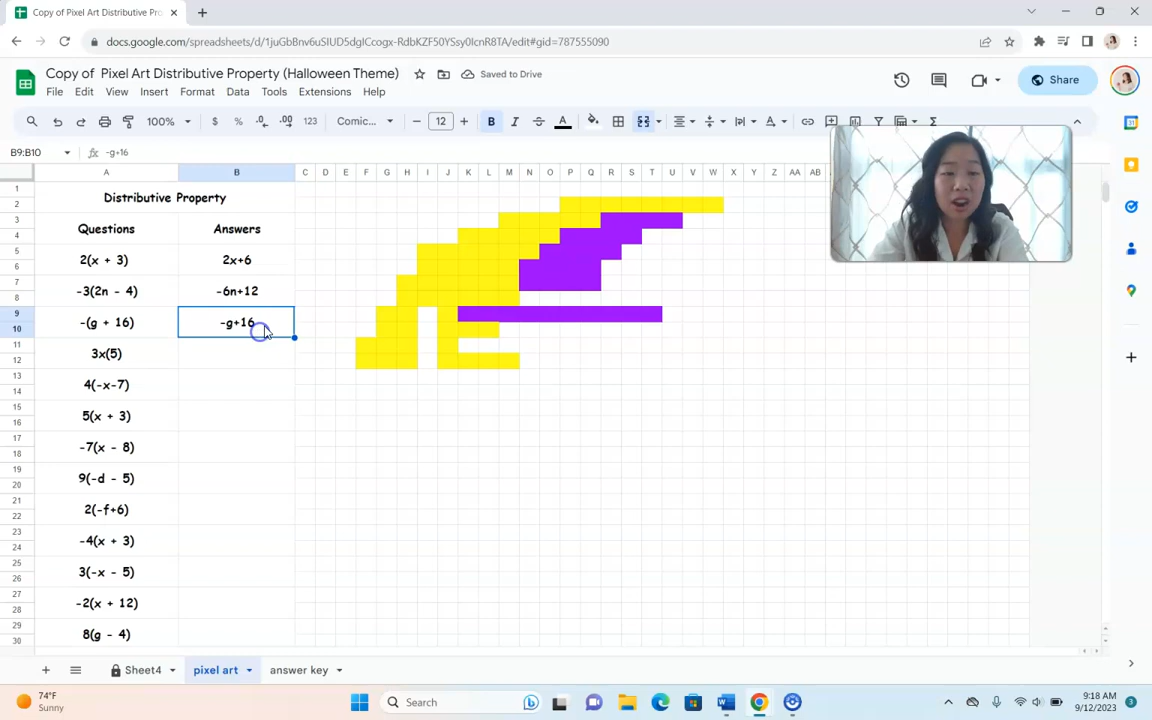 Copy of Pixel Art Distributive Pro
docs.google.com/spreadsheets/d/1juGbBnv6uSIUD5dgICcogx-RdbKZF50YSsy0IcnR8TA/edit#gid=787555090
Copy of Pixel Art Distributive Property (Halloween Theme)
Saved to Drive
File Edit View Insert Format Data Tools Extensions Help
Share
100% $ % .0 .00 123 Comic... 12 B I S A
B9:B10 fx -g+16
A B C D E F G H I J K L M N O P Q R S T U V W X Y Z AA AB
1
Distributive Property
2
3
Questions Answers
4
5
2(x + 3) 2x+6
6
7
-3(2n - 4) -6n+12
8
9
-(g + 16) -g+16
10
11
3x(5)
12
13
4(-x-7)
14
15
5(x + 3)
16
17
-7(x - 8)
18
19
9(-d - 5)
20
21
2(-f+6)
22
23
-4(x + 3)
24
25
3(-x - 5)
26
27
-2(x + 12)
28
29
8(g - 4)
30
Sheet4 pixel art answer key
74°F
Sunny
Search
9:18 AM
9/12/2023
3